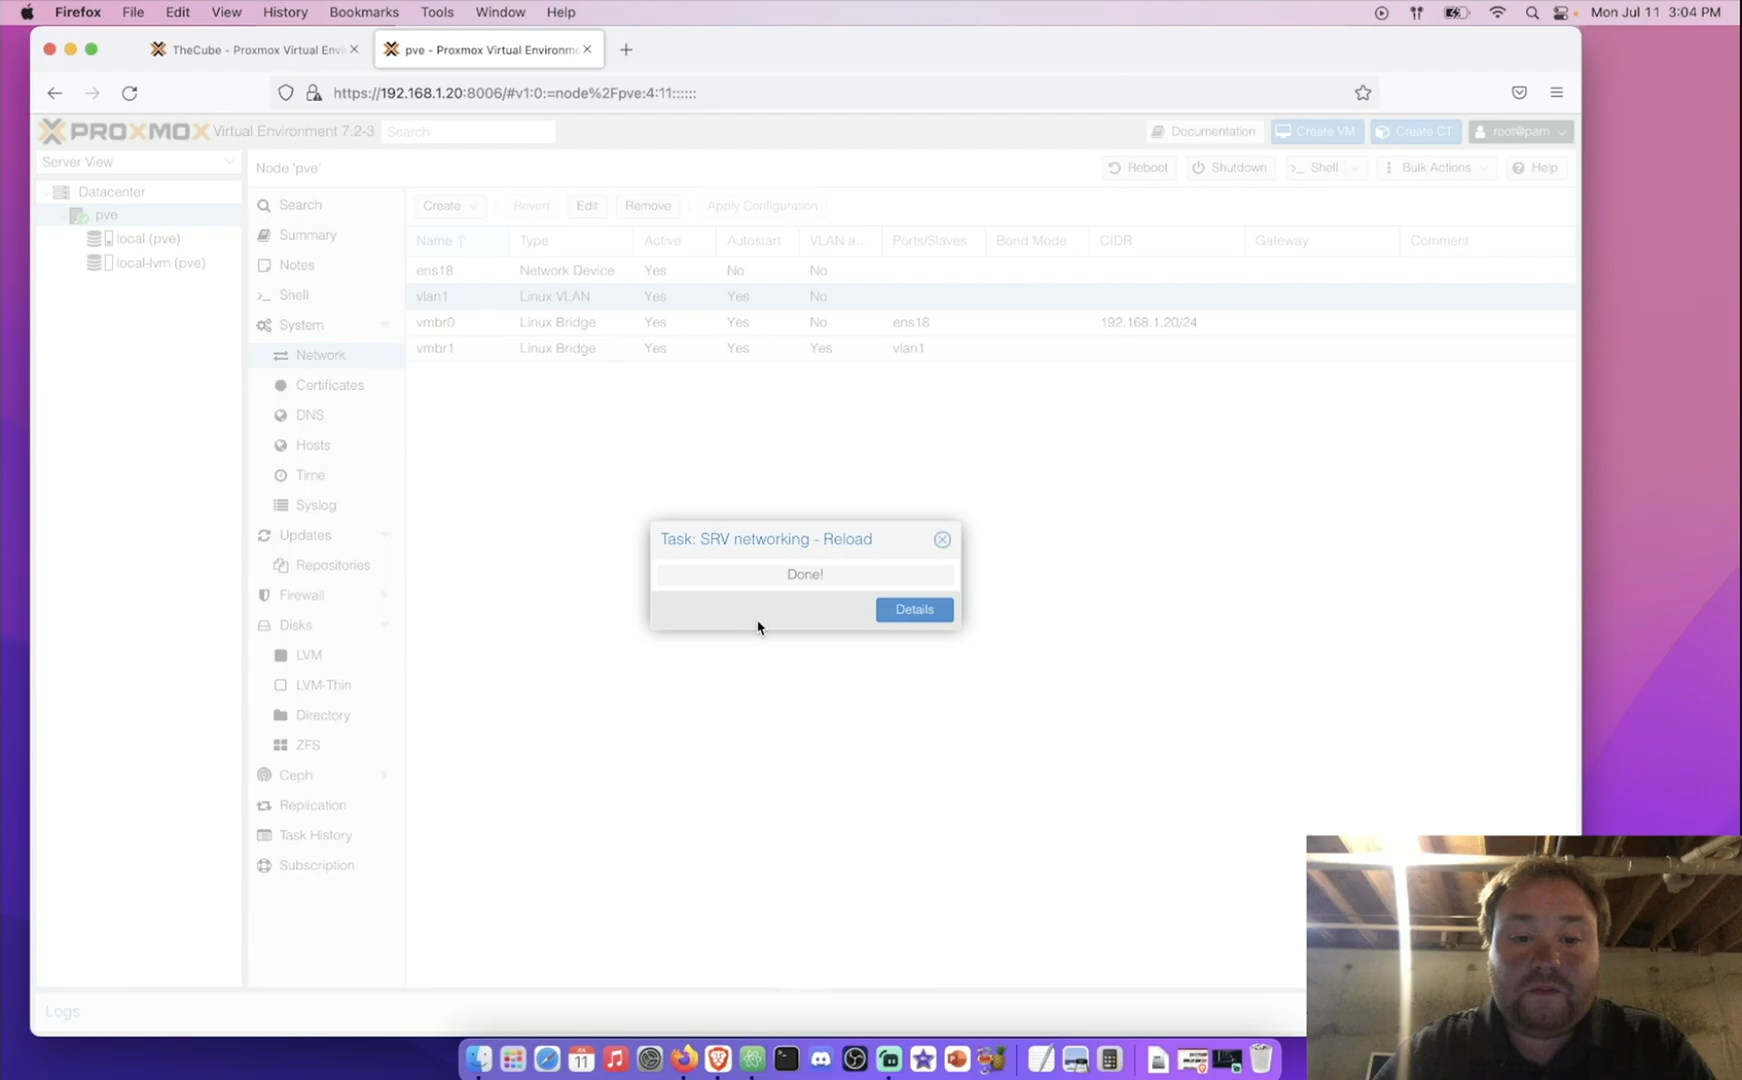 Firefox File Edit View History Bookmarks Tools Window Help Mon Jul 11 3:04 PM
TheCube - Proxmox Virtual Envi
pve - Proxmox Virtual Environme
https://192.168.1.20:8006/#v1:0:=node%2Fpve:4:11::::::
PROXMOX Virtual Environment 7.2-3 Search Documentation Create VM Create CT root@pam
Server View
Node 'pve' Reboot Shutdown Shell Bulk Actions Help
Datacenter
pve
local (pve)
local-lvm (pve)
Search
Summary
Notes
Shell
System
Network
Certificates
DNS
Hosts
Time
Syslog
Updates
Repositories
Firewall
Disks
LVM
LVM-Thin
Directory
ZFS
Ceph
Replication
Task History
Subscription
Create Revert Edit Remove Apply Configuration
Name Type Active Autostart VLAN a... Ports/Slaves Bond Mode CIDR Gateway Comment
ens18 Network Device Yes No No
vlan1 Linux VLAN Yes Yes No
vmbr0 Linux Bridge Yes Yes No ens18 192.168.1.20/24
vmbr1 Linux Bridge Yes Yes Yes vlan1
Task: SRV networking - Reload
Done!
Details
Logs